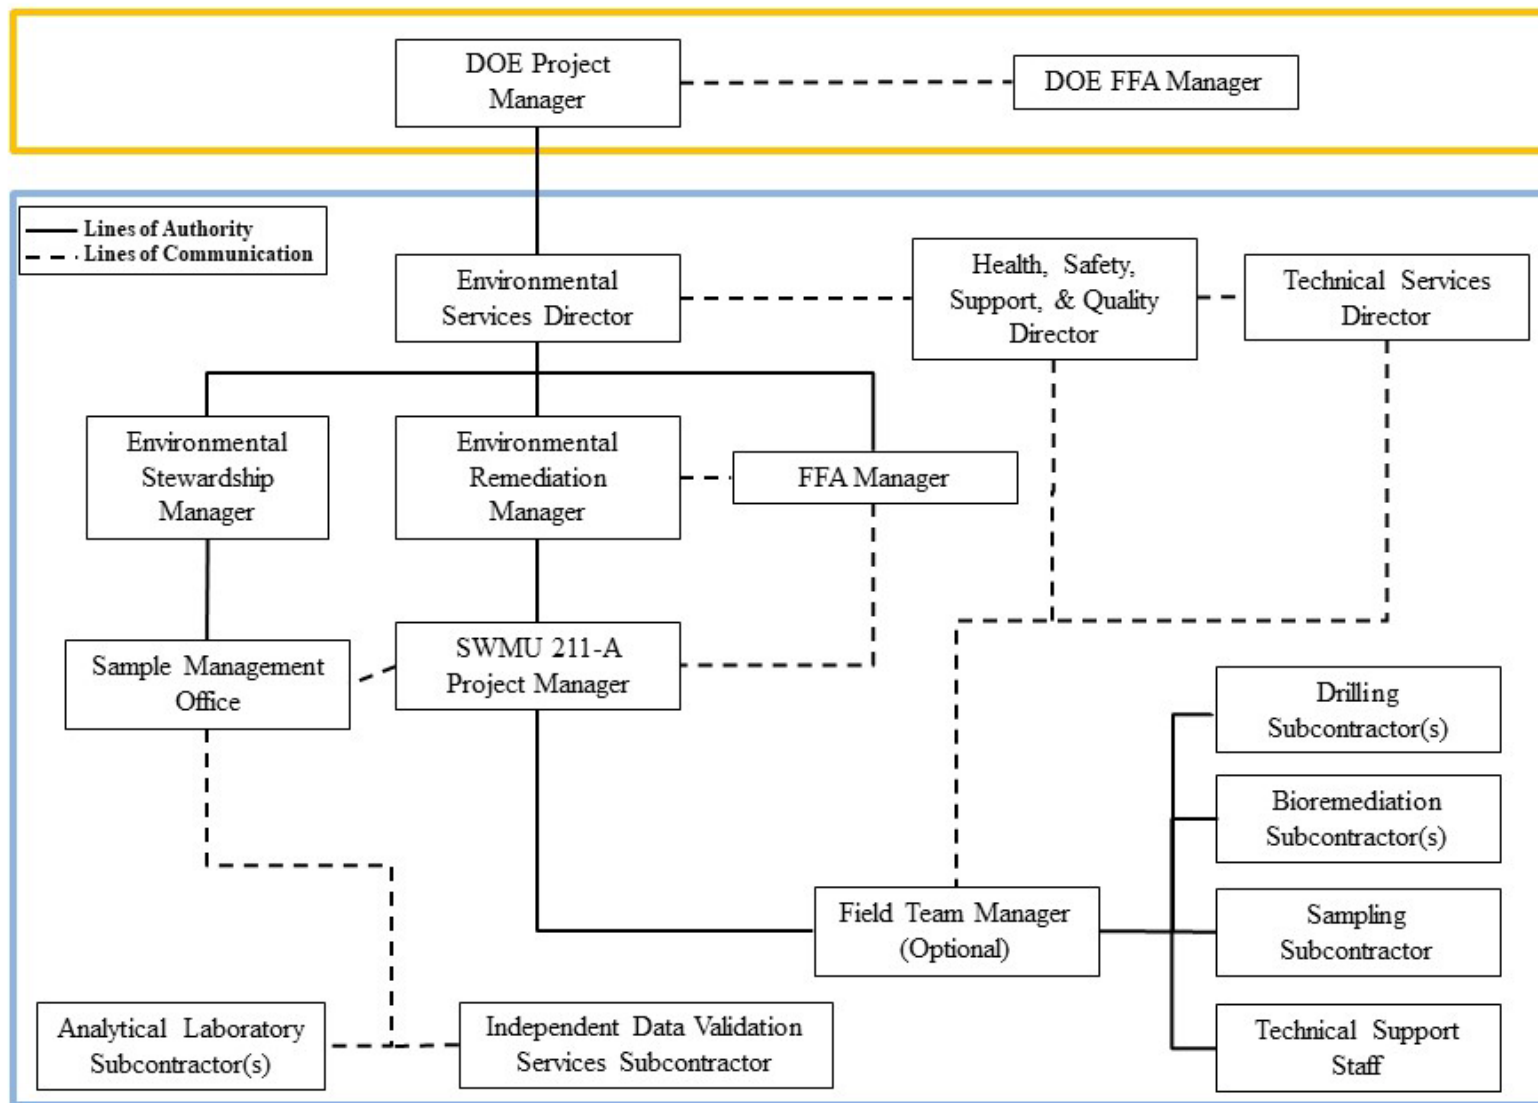 DOE Project
Manager
DOE FFA Manager
Lines of Authority
Lines of Communication
Environmental
Services Director
Health, Safety,
Support, & Quality
Director
Technical Services
Director
Environmental
Stewardship
Manager
Environmental
Remediation
Manager
FFA Manager
Sample Management
Office
SWMU 211-A
Project Manager
Drilling
Subcontractor(s)
Bioremediation
Subcontractor(s)
Field Team Manager
(Optional)
Sampling
Subcontractor
Analytical Laboratory
Subcontractor(s)
Independent Data Validation
Services Subcontractor
Technical Support
Staff